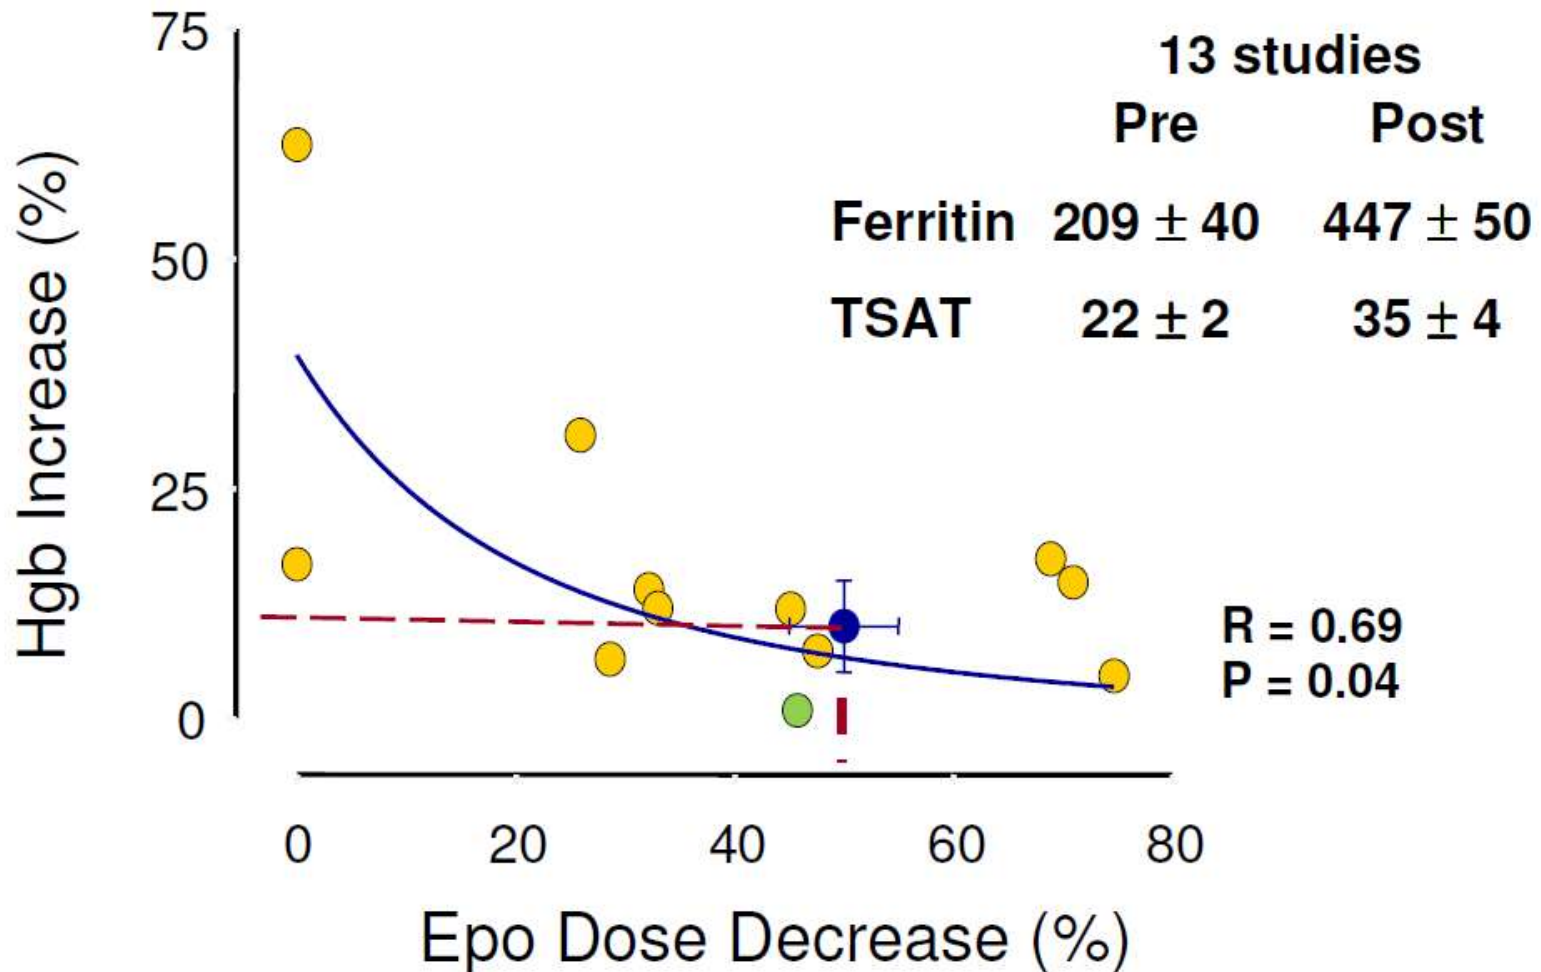 75
50
25
0
Hgb Increase (%)
13 studies
Pre Post
Ferritin 209 ± 40 447 ± 50
TSAT 22 ± 2 35 ± 4
R = 0.69
P = 0.04
0 20 40 60 80
Epo Dose Decrease (%)